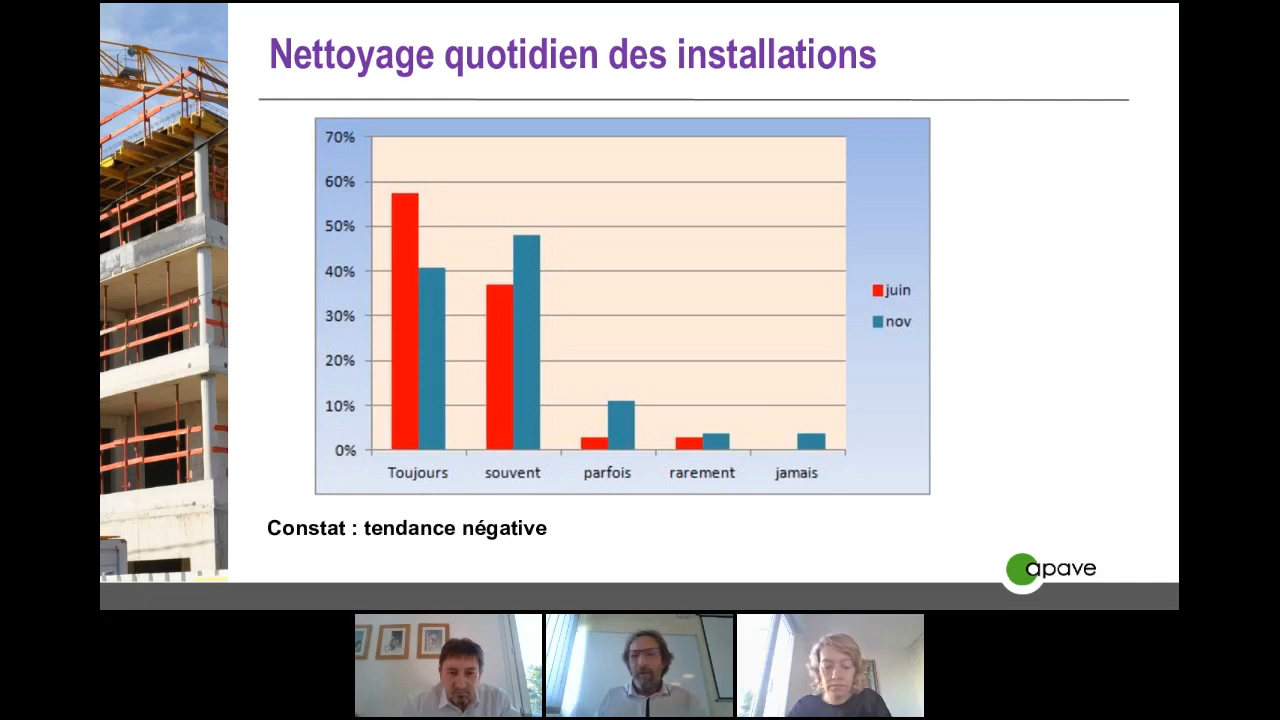 Nettoyage quotidien des installations
70%
60%
50%
40%
30%
20%
10%
0%
Toujours souvent parfois rarement jamais
juin
nov
Constat : tendance négative
apave